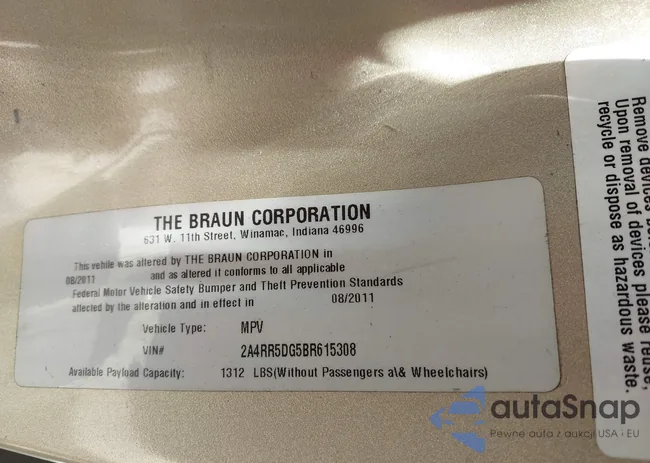 THE BRAUN CORPORATION
631 W. 11th Street, Winamac, Indiana 46996
This vehile was altered by THE BRAUN CORPORATION in
08/2011 and as altered it conforms to all applicable
Federal Motor Vehicle Safety Bumper and Theft Prevention Standards
affected by the alteration and in effect in 08/2011
Vehicle Type: MPV
VIN# 2A4RR5DG5BR615308
Available Payload Capacity: 1312 LBS(Without Passengers a\& Wheelchairs)
Remove devices
Upon removal of devices please reuse,
recycle or dispose as hazardous waste.
autaSnap
Pewne auta z aukcji USA i EU